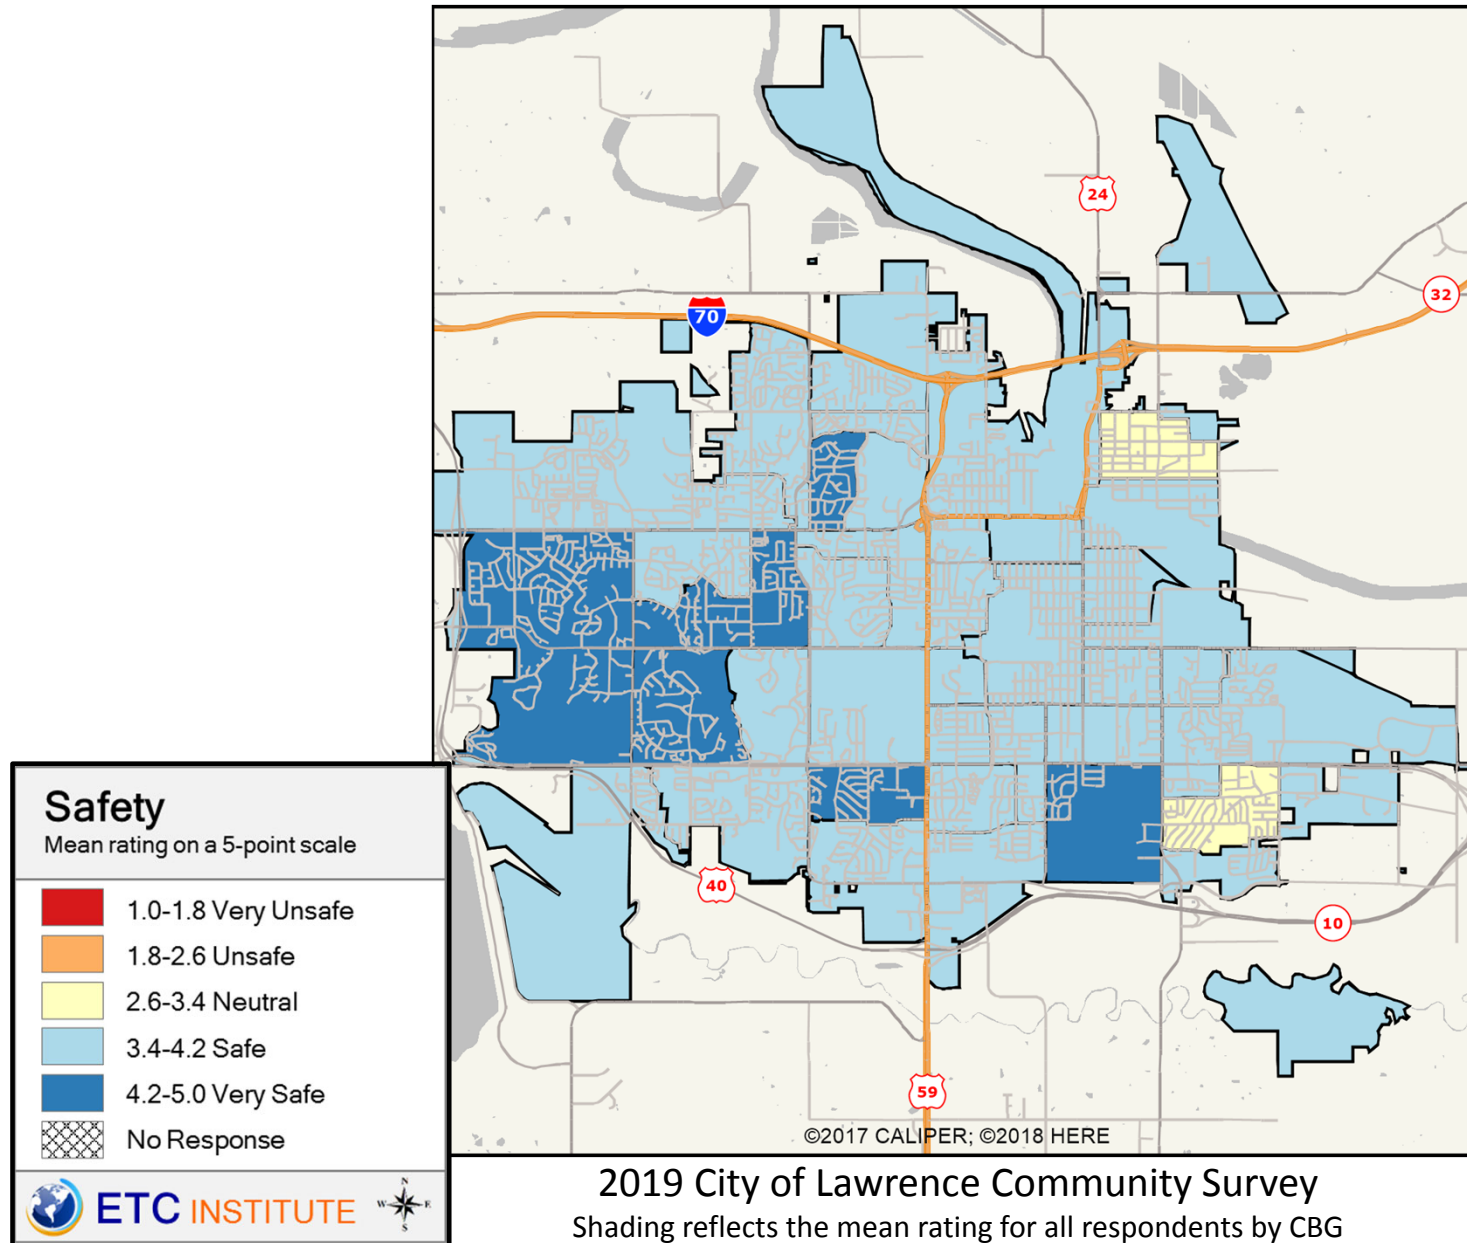 24
32
70
40
10
59
©2017 CALIPER; ©2018 HERE
Safety
Mean rating on a 5-point scale
1.0-1.8 Very Unsafe
1.8-2.6 Unsafe
2.6-3.4 Neutral
3.4-4.2 Safe
4.2-5.0 Very Safe
No Response
ETC INSTITUTE
N
W E
S
2019 City of Lawrence Community Survey
Shading reflects the mean rating for all respondents by CBG